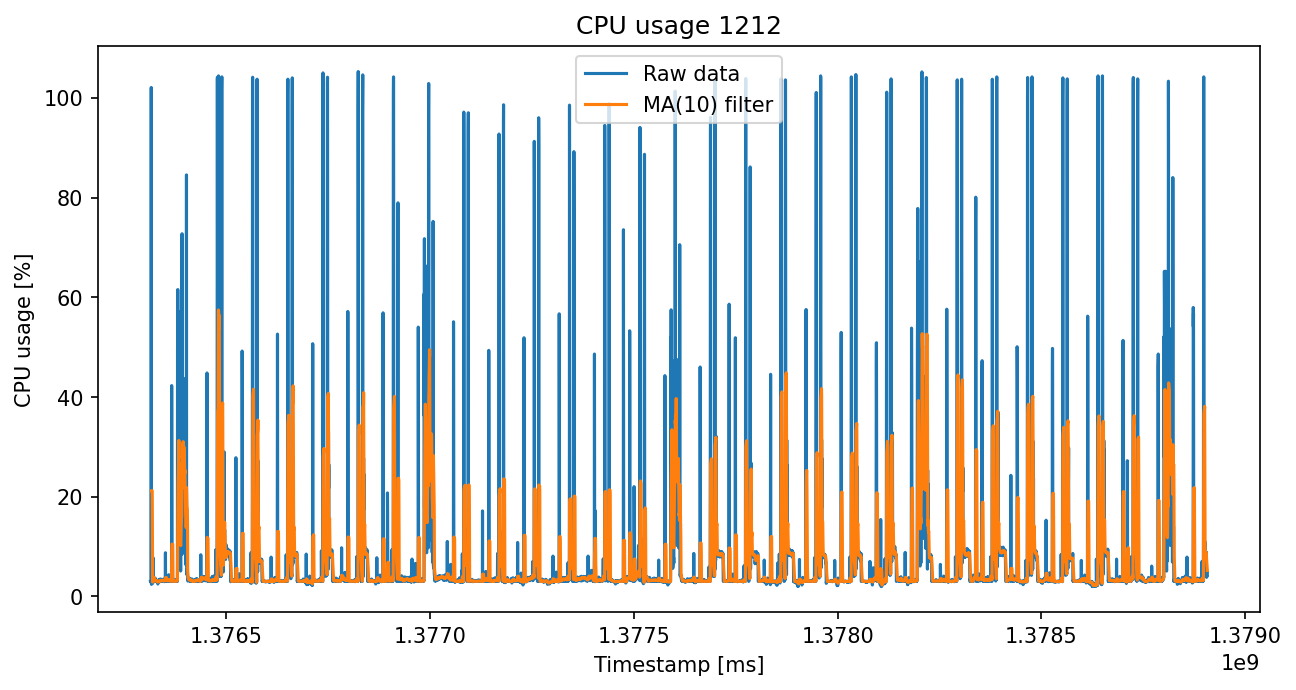 CPU usage 1212
Raw data
MA(10) filter
CPU usage [%]
100
80
60
40
20
0
1.3765 1.3770 1.3775 1.3780 1.3785 1.3790
1e9
Timestamp [ms]